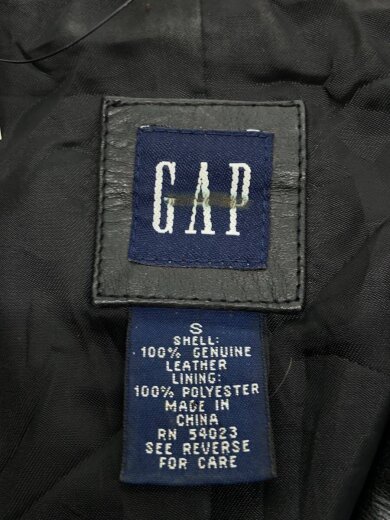 GAP
S
SHELL:
100% GENUINE
LEATHER
LINING:
100% POLYESTER
MADE IN
CHINA
RN 54023
SEE REVERSE
FOR CARE